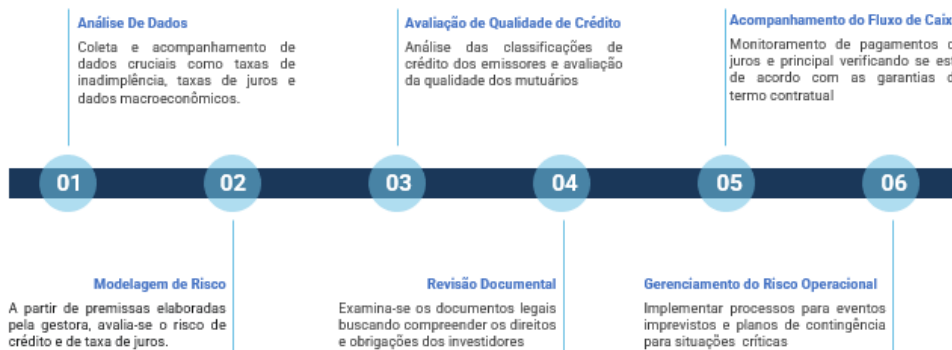 Análise De Dados
Coleta e acompanhamento de
dados cruciais como taxas de
inadimplência, taxas de juros e
dados macroeconômicos.
Avaliação de Qualidade de Crédito
Análise das classificações de
crédito dos emissores e avaliação
da qualidade dos mutuários
Acompanhamento do Fluxo de Caix
Monitoramento de pagamentos
juros e principal verificando se
de acordo com as garantias
termo contratual
01
02
03
04
05
06
Modelagem de Risco
A partir de premissas elaboradas
pela gestora, avalia-se o risco de
crédito e de taxa de juros.
Revisão Documental
Examina-se os documentos legais
buscando compreender os direitos
e obrigações dos investidores
Gerenciamento do Risco Operacional
Implementar processos para eventos
imprevistos e planos de contingência
para situações críticas